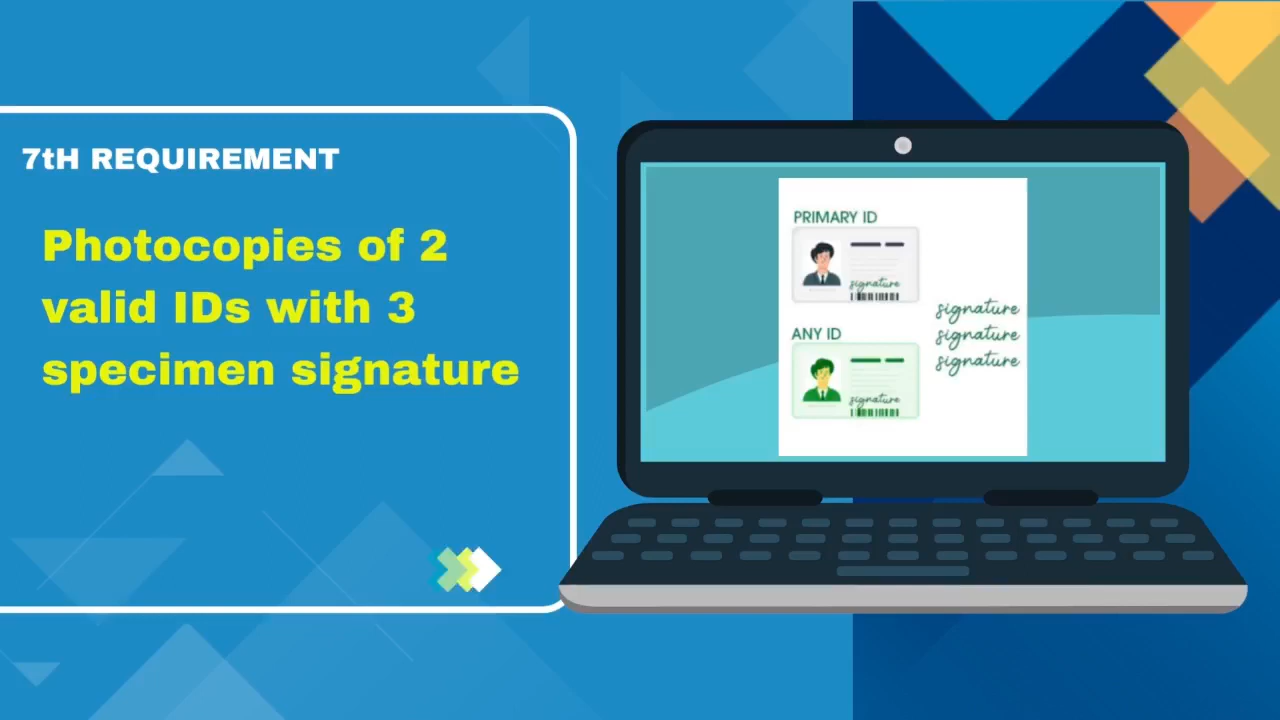 7tH REQUIREMENT
Photocopies of 2
valid IDs with 3
specimen signature
PRIMARY ID
signature
ANY ID
signature
signature
signature
signature